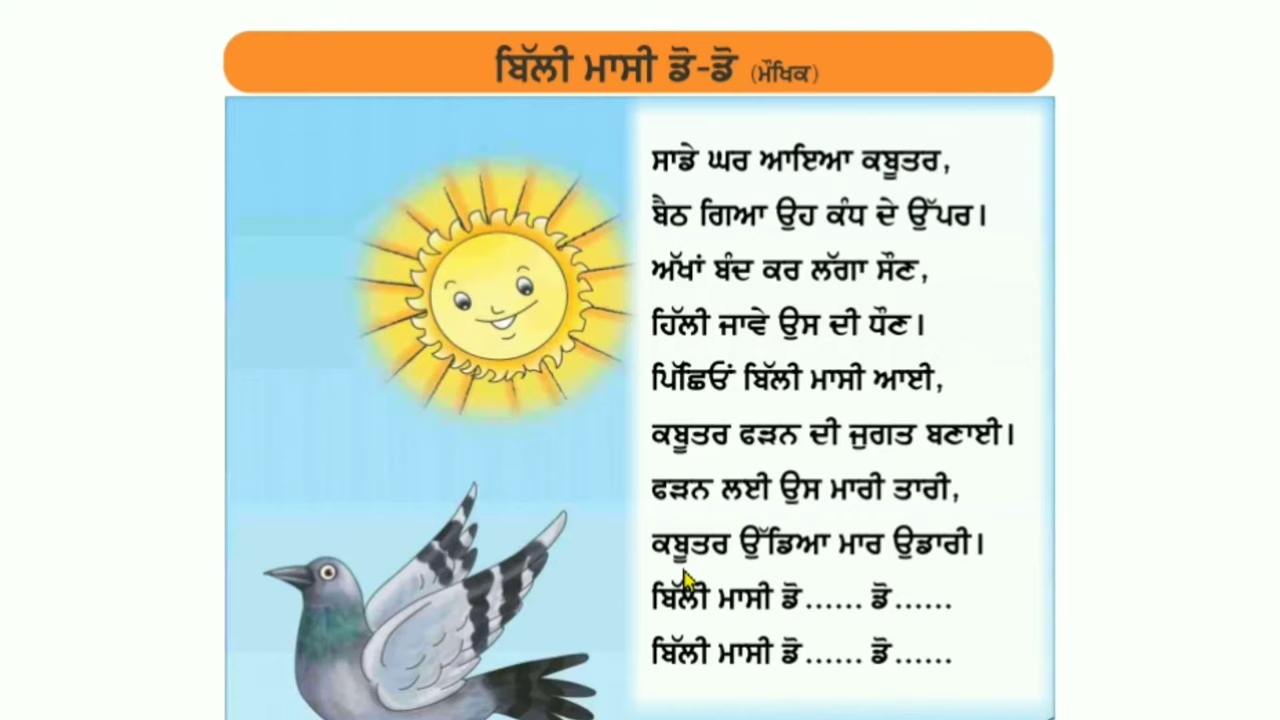 ਬਿੱਲੀ ਮਾਸੀ ਡੋ-ਡੋ (ਮੌਖਿਕ)
ਸਾਡੇ ਘਰ ਆਇਆ ਕਬੂਤਰ,
ਬੈਠ ਗਿਆ ਉਹ ਕੰਧ ਦੇ ਉੱਪਰ।
ਅੱਖਾਂ ਬੰਦ ਕਰ ਲੱਗਾ ਸੌਣ,
ਹਿੱਲੀ ਜਾਵੇ ਉਸ ਦੀ ਧੌਣ।
ਪਿੱਛਿਓਂ ਬਿੱਲੀ ਮਾਸੀ ਆਈ,
ਕਬੂਤਰ ਫੜਨ ਦੀ ਜੁਗਤ ਬਣਾਈ।
ਫੜਨ ਲਈ ਉਸ ਮਾਰੀ ਤਾਰੀ,
ਕਬੂਤਰ ਉੱਡਿਆ ਮਾਰ ਉਡਾਰੀ।
ਬਿੱਲੀ ਮਾਸੀ ਡੋ...... ਡੋ......
ਬਿੱਲੀ ਮਾਸੀ ਡੋ...... ਡੋ......